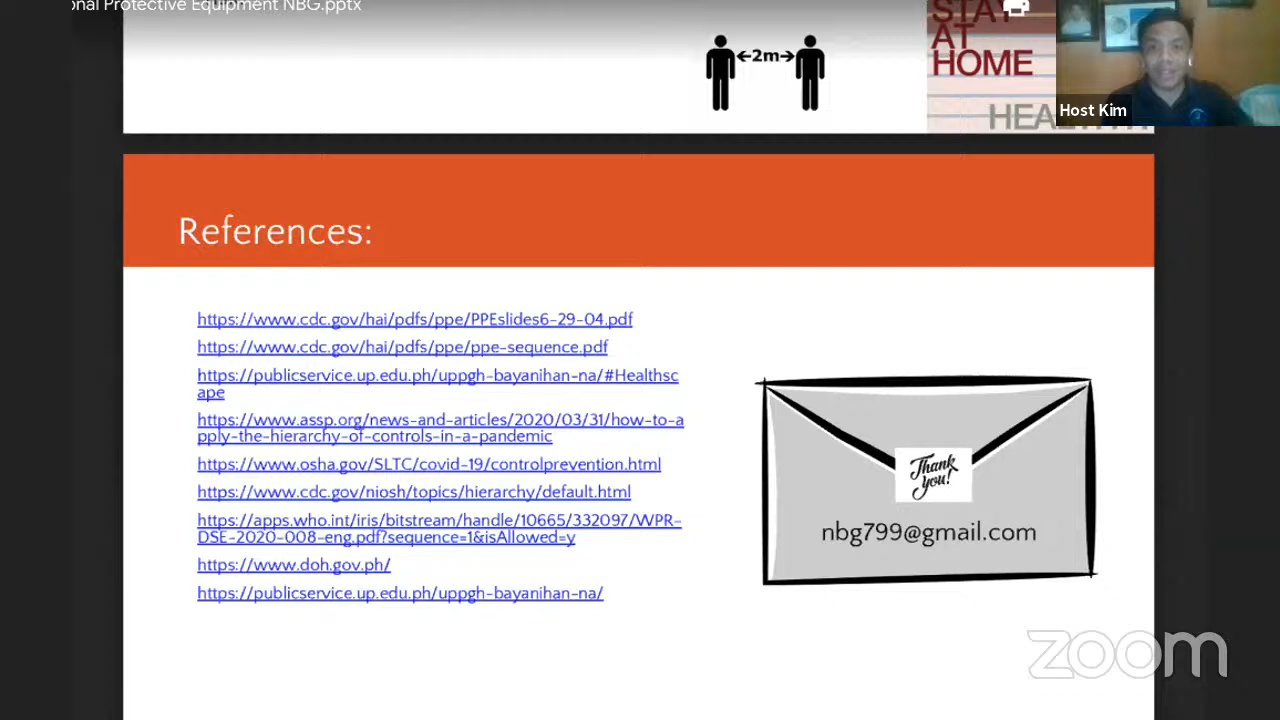 onal Protective Equipment NBG.pptx
←2m→
STAY
AT
HOME
Host Kim
References:
https://www.cdc.gov/hai/pdfs/ppe/PPEslides6-29-04.pdf
https://www.cdc.gov/hai/pdfs/ppe/ppe-sequence.pdf
https://publicservice.up.edu.ph/uppgh-bayanihan-na/#Healthsc
ape
https://www.assp.org/news-and-articles/2020/03/31/how-to-a
pply-the-hierarchy-of-controls-in-a-pandemic
https://www.osha.gov/SLTC/covid-19/controlprevention.html
https://www.cdc.gov/niosh/topics/hierarchy/default.html
https://apps.who.int/iris/bitstream/handle/10665/332097/WPR-
DSE-2020-008-eng.pdf?sequence=1&isAllowed=y
https://www.doh.gov.ph/
https://publicservice.up.edu.ph/uppgh-bayanihan-na/
Thank
you!
nbg799@gmail.com
zoom